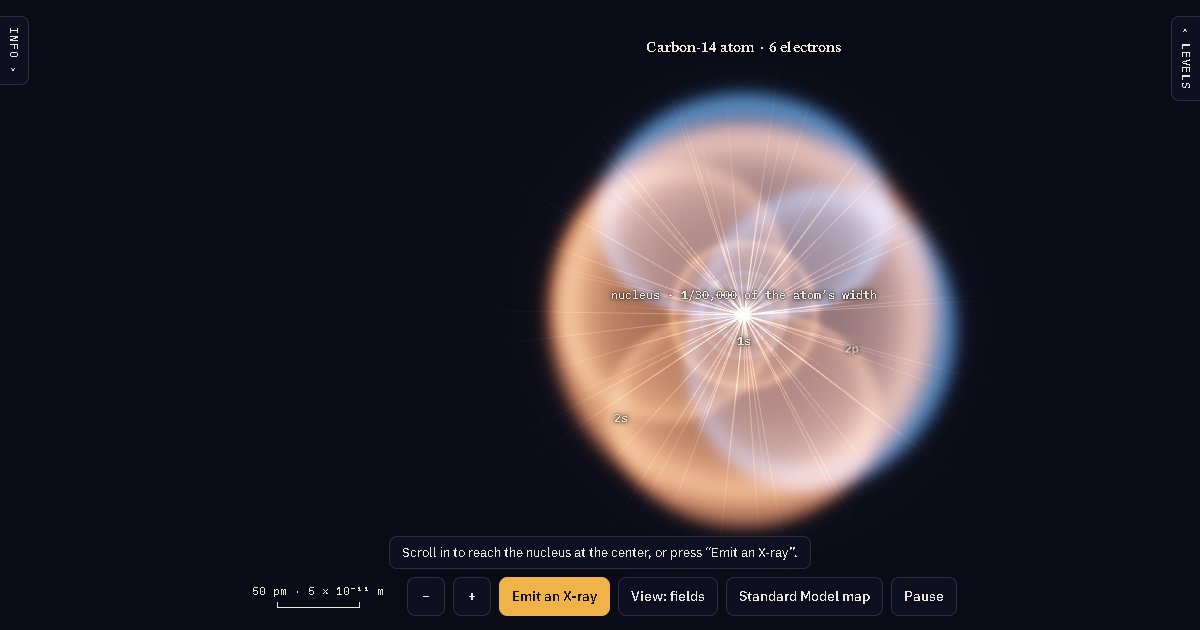 INFO ›
‹ LEVELS
Carbon-14 atom · 6 electrons
nucleus · 1/30,000 of the atom’s width
1s
2p
2s
Scroll in to reach the nucleus at the center, or press “Emit an X-ray”.
50 pm · 5 × 10⁻¹¹ m
−
+
Emit an X-ray
View: fields
Standard Model map
Pause